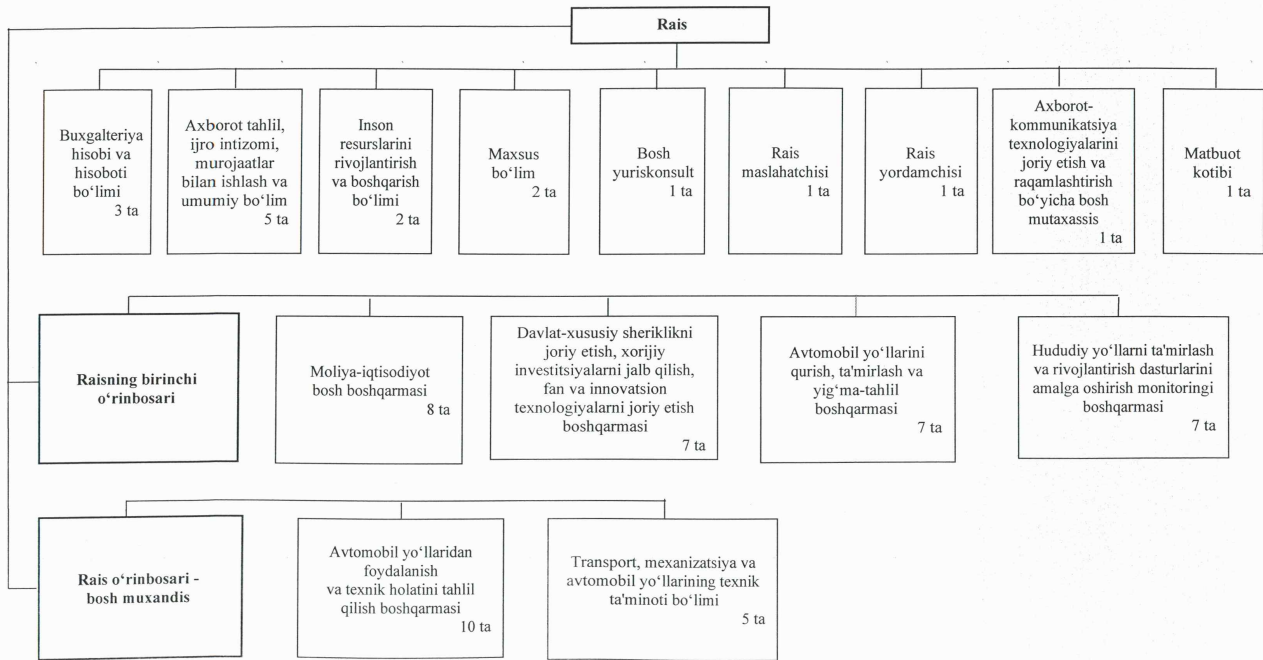 Rais
Buxgalteriya
hisobi va
hisoboti
bo‘limi
3 ta
Axborot tahlil,
ijro intizomi,
murojaatlar
bilan ishlash va
umumiy bo‘lim
5 ta
Inson
resurslarini
rivojlantirish
va boshqarish
bo‘limi
2 ta
Maxsus
bo‘lim
2 ta
Bosh
yuriskonsult
1 ta
Rais
maslahatchisi
1 ta
Rais
yordamchisi
1 ta
Axborot-
kommunikatsiya
texnologiyalarini
joriy etish va
raqamlashtirish
bo‘yicha bosh
mutaxassis
1 ta
Matbuot
kotibi
1 ta
Raisning birinchi
o‘rinbosari
Moliya-iqtisodiyot
bosh boshqarmasi
8 ta
Davlat-xususiy sheriklikni
joriy etish, xorijiy
investitsiyalarni jalb qilish,
fan va innovatsion
texnologiyalarni joriy etish
boshqarmasi
7 ta
Avtomobil yo‘llarini
qurish, ta'mirlash va
yig‘ma-tahlil
boshqarmasi
7 ta
Hududiy yo‘llarni ta'mirlash
va rivojlantirish dasturlarini
amalga oshirish monitoringi
boshqarmasi
7 ta
Rais o‘rinbosari -
bosh muxandis
Avtomobil yo‘llaridan
foydalanish
va texnik holatini tahlil
qilish boshqarmasi
10 ta
Transport, mexanizatsiya va
avtomobil yo‘llarining texnik
ta'minoti bo‘limi
5 ta